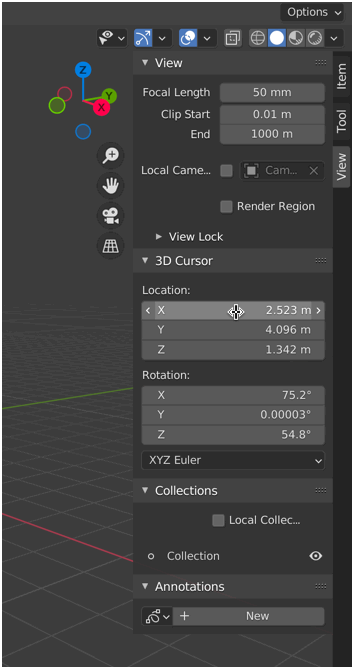 Options
Z
Y
X
View
Focal Length 50 mm
Clip Start 0.01 m
End 1000 m
Local Came... Cam...
Render Region
View Lock
3D Cursor
Location:
X 2.523 m
Y 4.096 m
Z 1.342 m
Rotation:
X 75.2°
Y 0.00003°
Z 54.8°
XYZ Euler
Collections
Local Collec...
Collection
Annotations
+ New
Item
Tool
View